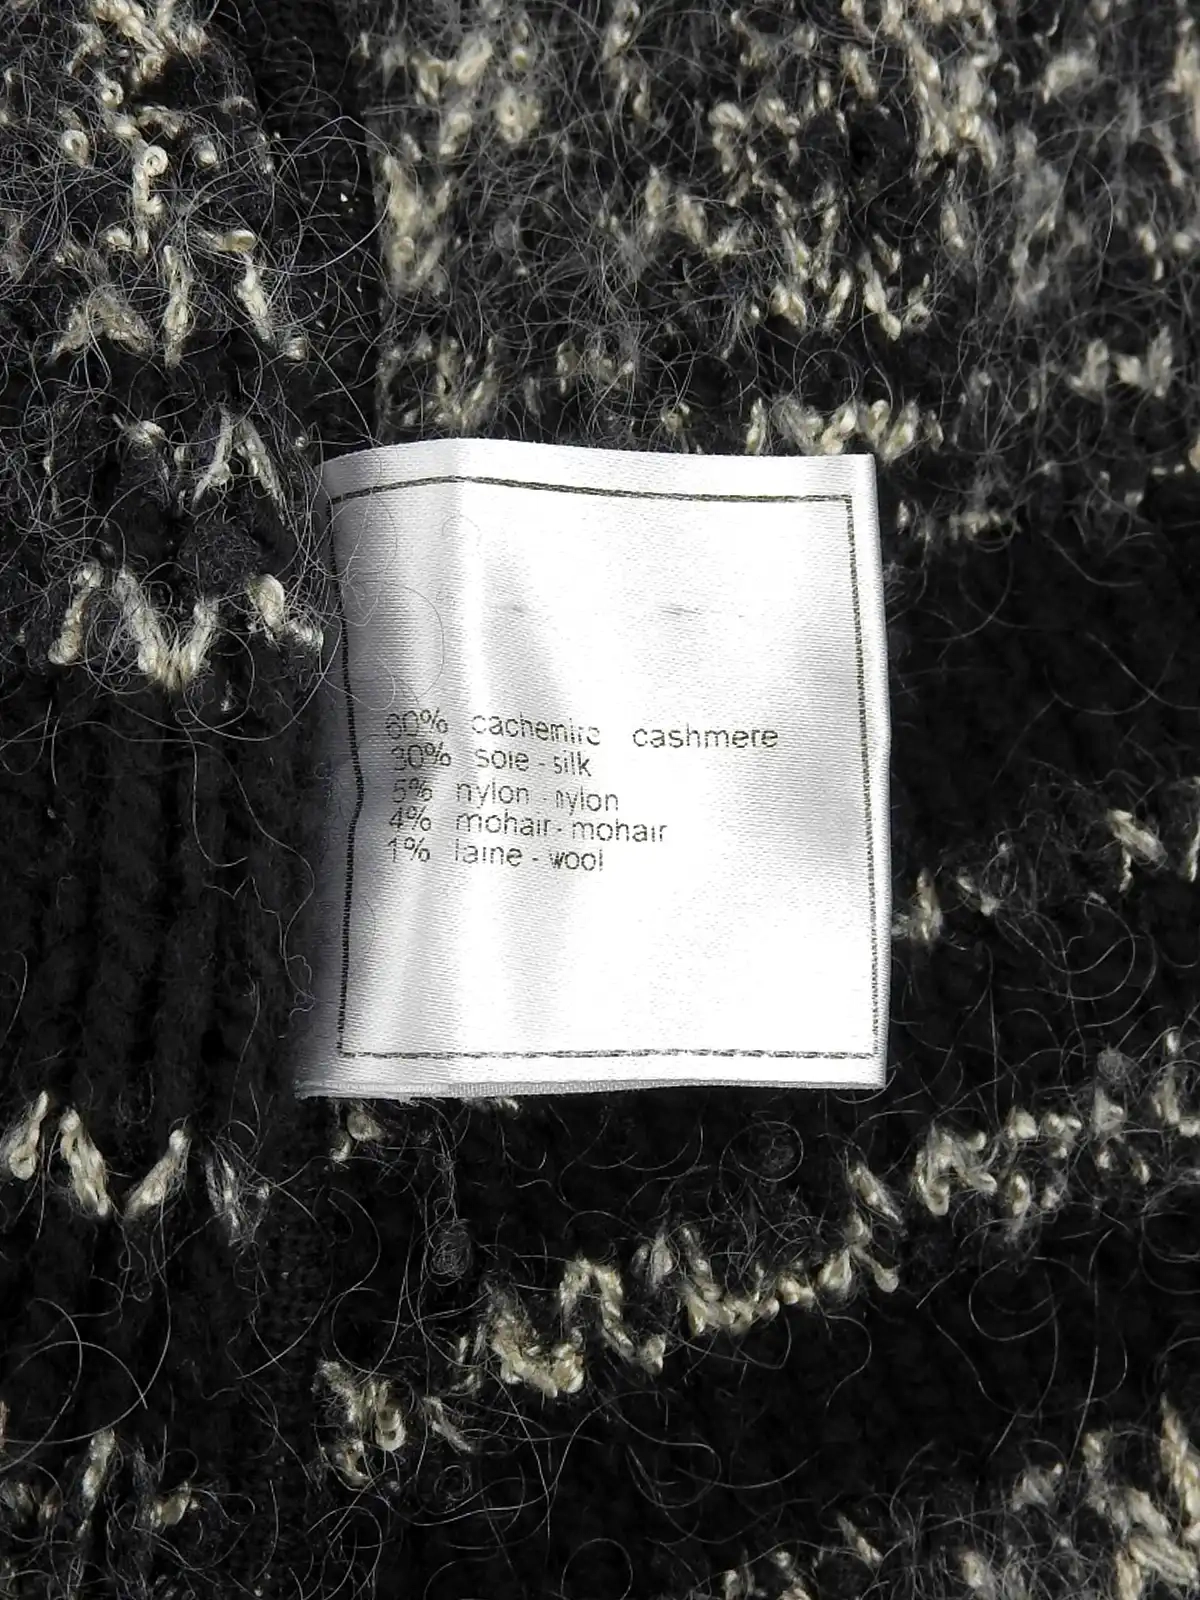 60% cachemire cashmere
30% soie - silk
5% nylon - nylon
4% mohair - mohair
1% laine - wool